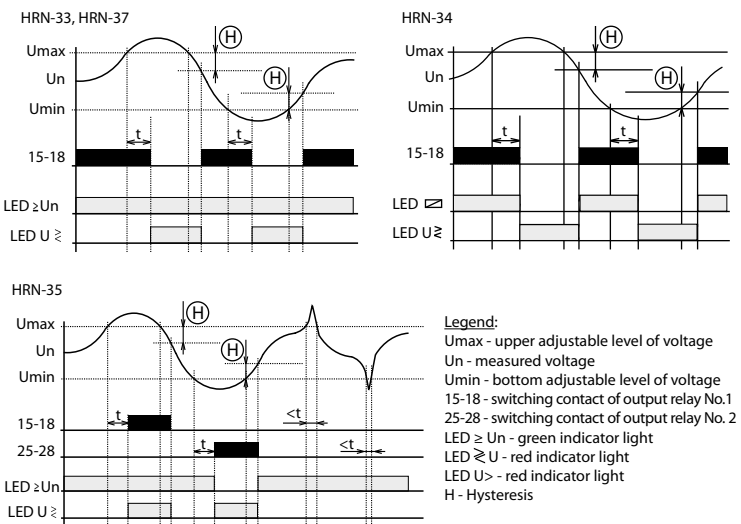 HRN-33, HRN-37
Umax
Un
Umin
H
H
t
t
15-18
LED ≥Un
LED U ≷
HRN-34
Umax
Un
Umin
H
H
t
t
15-18
LED
LED U≷
HRN-35
Umax
Un
Umin
H
H
t
t
<t
<t
15-18
25-28
LED ≥Un
LED U ≷
Legend:
Umax - upper adjustable level of voltage
Un - measured voltage
Umin - bottom adjustable level of voltage
15-18 - switching contact of output relay No.1
25-28 - switching contact of output relay No. 2
LED ≥ Un - green indicator light
LED ≷ U - red indicator light
LED U> - red indicator light
H - Hysteresis